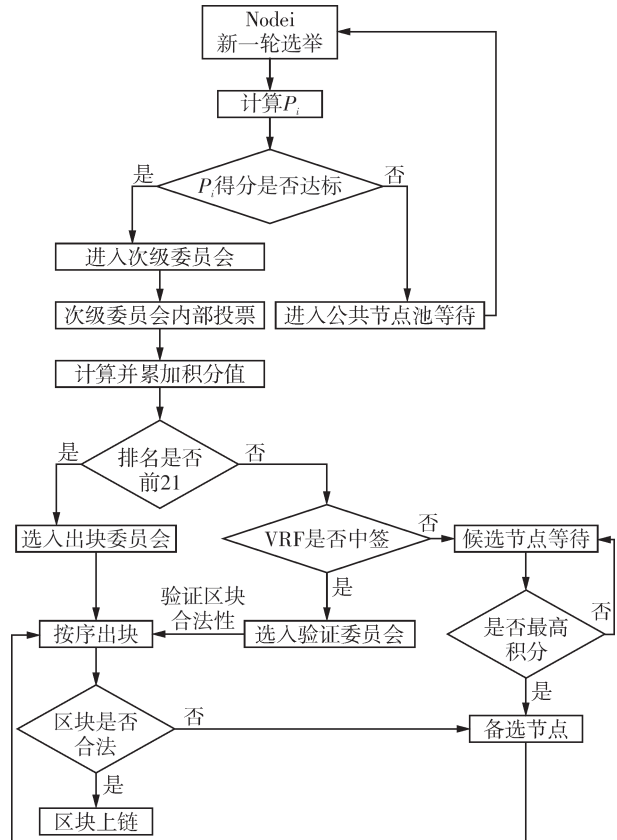 Nodei
新一轮选举
计算Pi
是
Pi得分是否达标
否
进入次级委员会
次级委员会内部投票
进入公共节点池等待
计算并累加积分值
是
排名是否
前21
否
选入出块委员会
VRF是否中签
否
候选节点等待
是
验证区块
合法性
按序出块
选入验证委员会
是否最高
积分
否
是
区块是否
合法
否
备选节点
是
区块上链